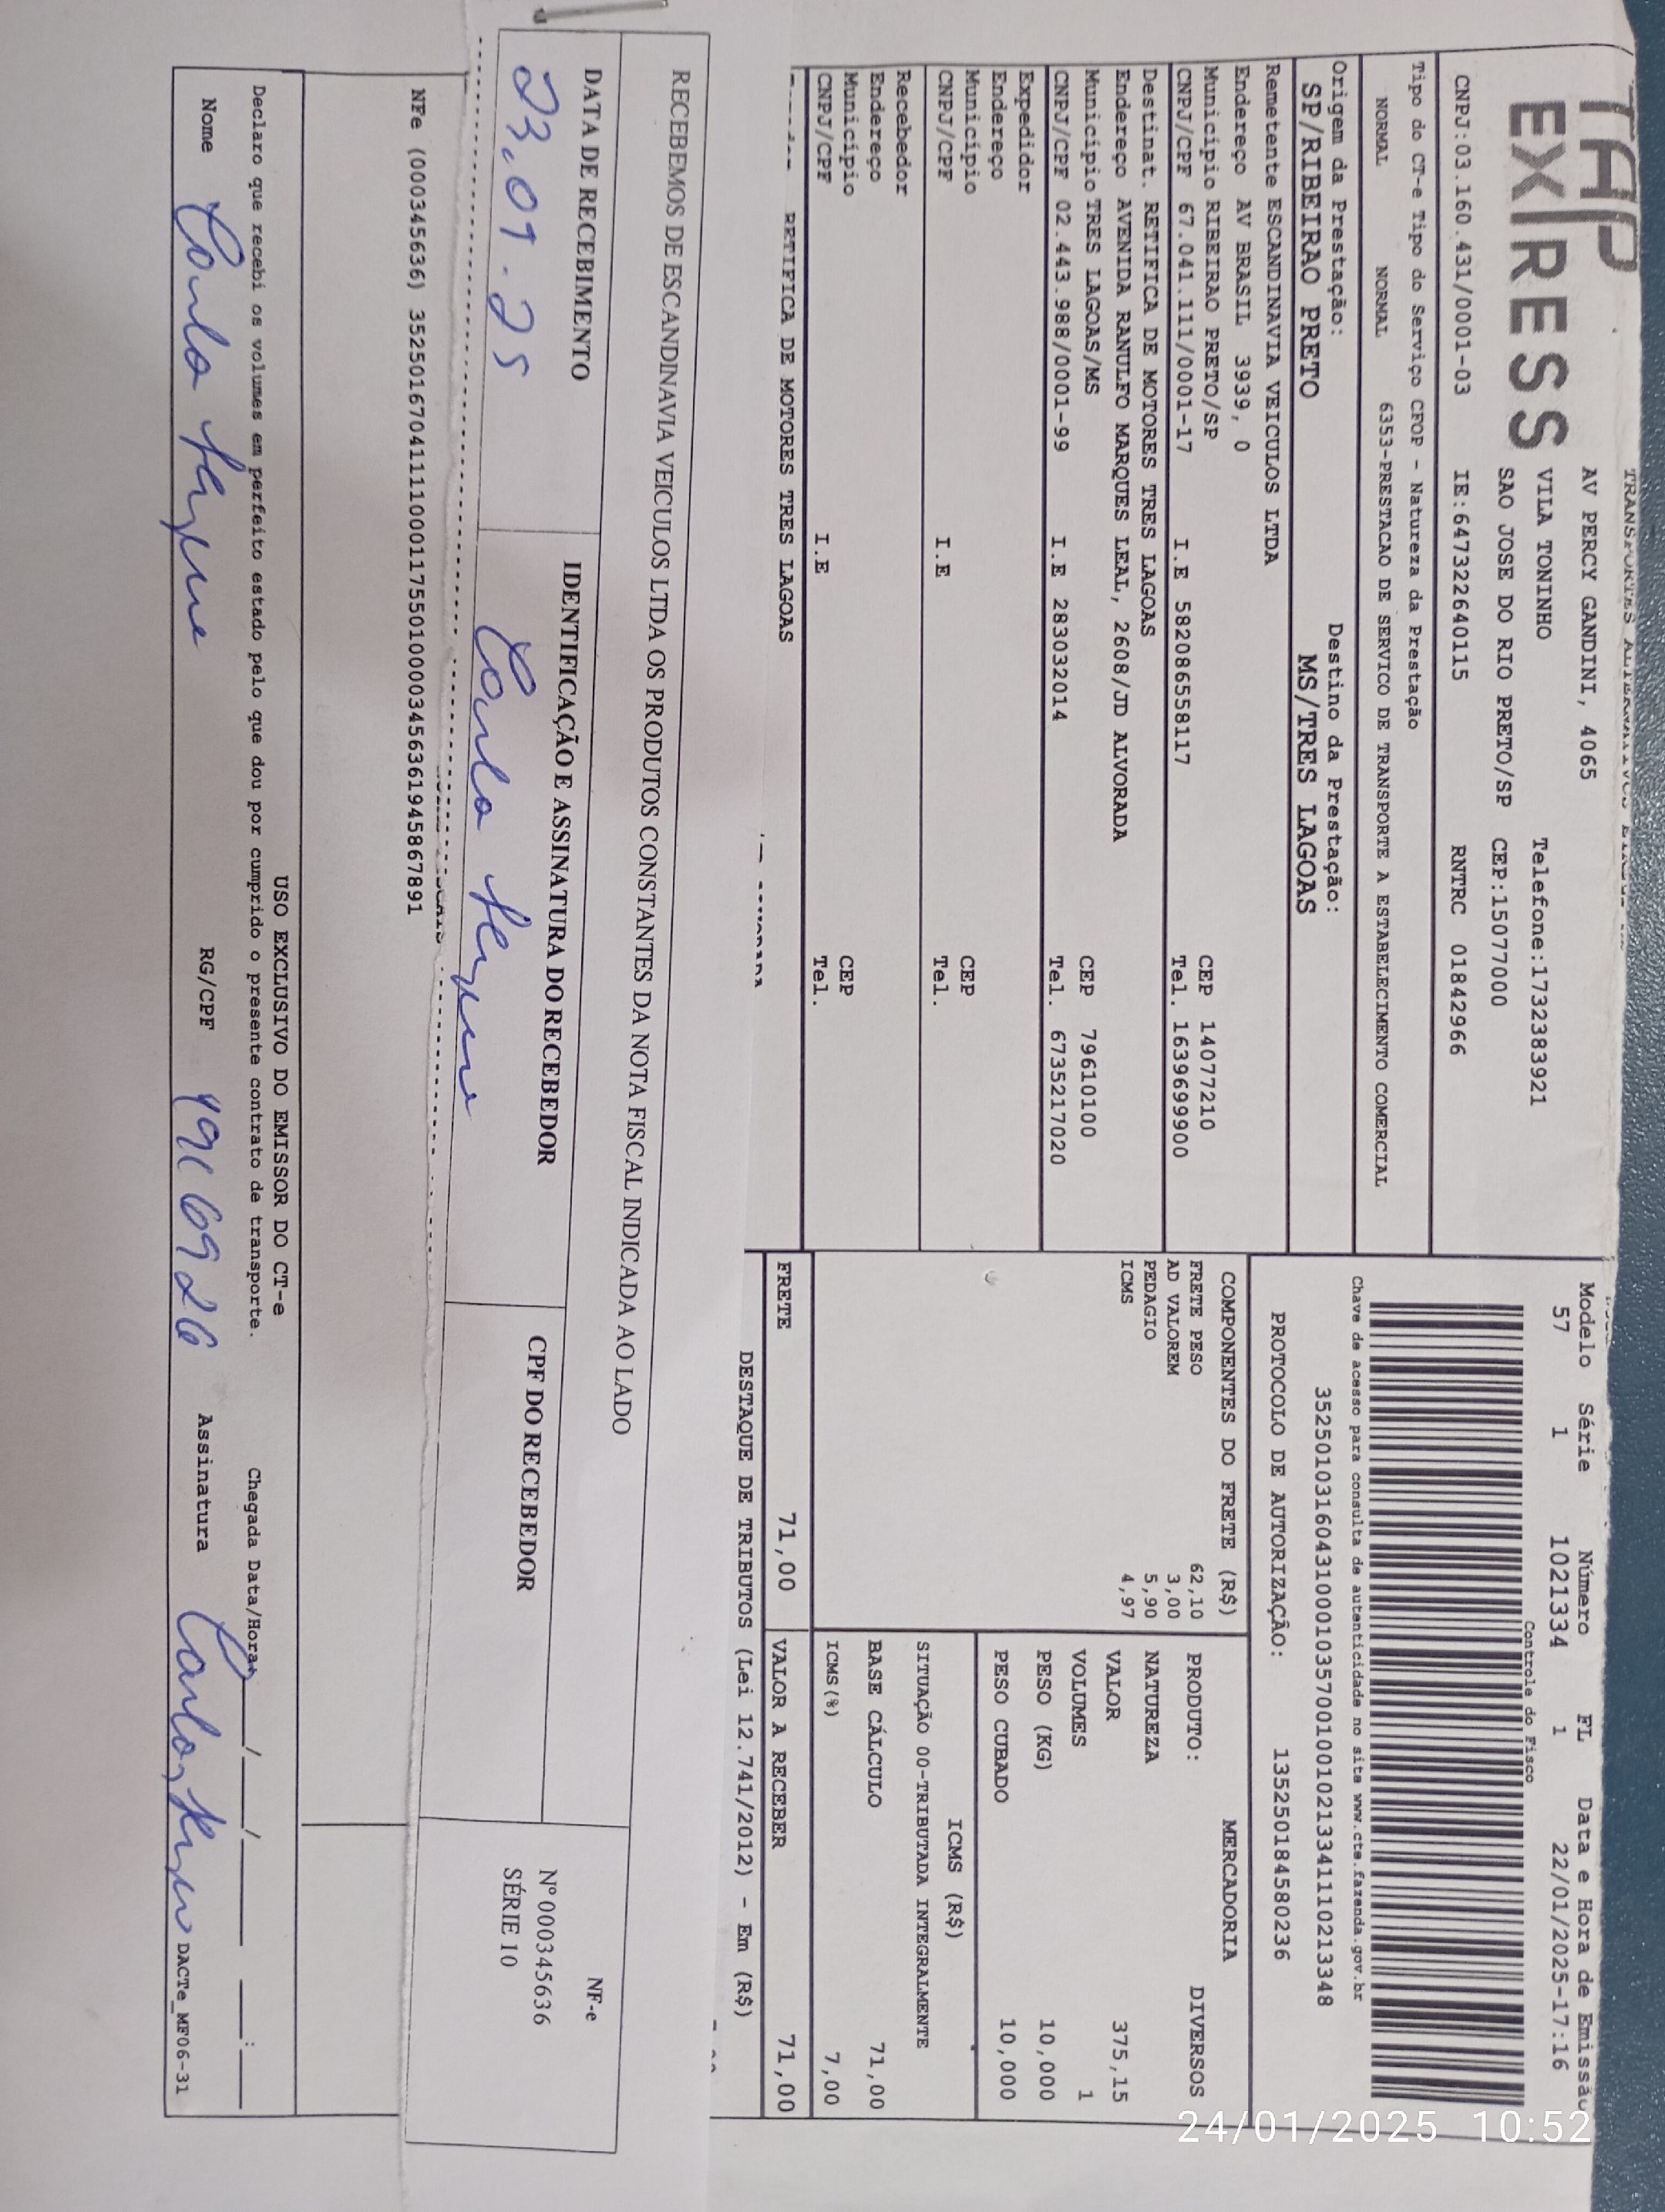 TAP
EXPRESS
TRANSPORTES ALTERNATIVOS
AV PERCY GANDINI, 4065
VILA TONINHO Telefone:1732383921
SAO JOSE DO RIO PRETO/SP CEP:15077000
CNPJ:03.160.431/0001-03 IE:647322640115 RNTRC 01842966
Tipo do CT-e Tipo do Serviço CFOP - Natureza da Prestação
NORMAL NORMAL 6353-PRESTACAO DE SERVICO DE TRANSPORTE A ESTABELECIMENTO COMERCIAL
Origem da Prestação: Destino da Prestação:
SP/RIBEIRAO PRETO MS/TRES LAGOAS
Remetente ESCANDINAVIA VEICULOS LTDA
Endereço AV BRASIL 3939, 0
Município RIBEIRAO PRETO/SP CEP 14077210
CNPJ/CPF 67.041.111/0001-17 I.E 582086558117 Tel. 1639699900
Destinat. RETIFICA DE MOTORES TRES LAGOAS
Endereço AVENIDA RANULFO MARQUES LEAL, 2608/JD ALVORADA
Município TRES LAGOAS/MS CEP 79610100
CNPJ/CPF 02.443.988/0001-99 I.E 283032014 Tel. 6735217020
Expedidor
Endereço
Município CEP
CNPJ/CPF I.E Tel.
Recebedor
Endereço
Município CEP
CNPJ/CPF I.E Tel.
RETIFICA DE MOTORES TRES LAGOAS
Modelo Série Número FL Data e Hora de Emissão
57 1 1021334 1 22/01/2025-17:16
Controle do Fisco
Chave de acesso para consulta de autenticidade no site www.cte.fazenda.gov.br
35250103160431000103570010010213341110213348
PROTOCOLO DE AUTORIZAÇÃO: 135250184580236
COMPONENTES DO FRETE (R$)
FRETE PESO 62,10
AD VALOREM 3,00
PEDAGIO 5,90
ICMS 4,97
MERCADORIA
PRODUTO: DIVERSOS
NATUREZA
VALOR 375,15
VOLUMES 1
PESO (KG) 10,000
PESO CUBADO 10,000
ICMS (R$)
SITUAÇÃO 00-TRIBUTADA INTEGRALMENTE
BASE CÁLCULO 71,00
ICMS(%) 7,00
FRETE 71,00 VALOR A RECEBER 71,00
DESTAQUE DE TRIBUTOS (Lei 12.741/2012) - Em (R$)
RECEBEMOS DE ESCANDINAVIA VEICULOS LTDA OS PRODUTOS CONSTANTES DA NOTA FISCAL INDICADA AO LADO
DATA DE RECEBIMENTO IDENTIFICAÇÃO E ASSINATURA DO RECEBEDOR CPF DO RECEBEDOR
23.01.25
NF-e
Nº 000345636
SÉRIE 10
NFe (000345636) 35250167041111000117550100003456361945867891
USO EXCLUSIVO DO EMISSOR DO CT-e
Declaro que recebi os volumes em perfeito estado pelo que dou por cumprido o presente contrato de transporte. Chegada Data/Hora: ___/___/___ ___:___
Nome RG/CPF Assinatura
DACTe_MF06-31
24/01/2025 10:52